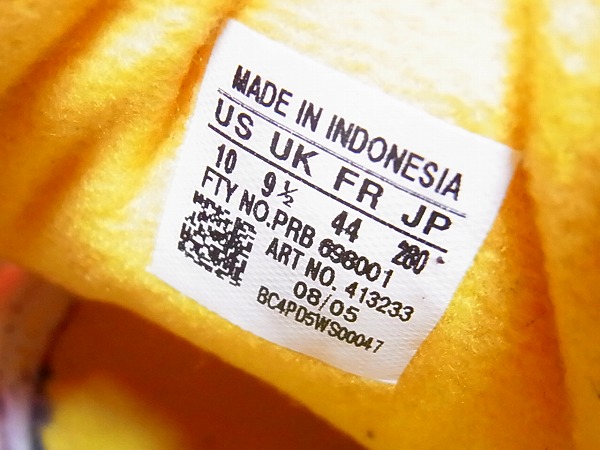 MADE IN INDONESIA
US UK FR JP
10 9½ 44 280
FTY NO.PRB 698001
ART NO. 413233
08/05
BC4PD5WS00047